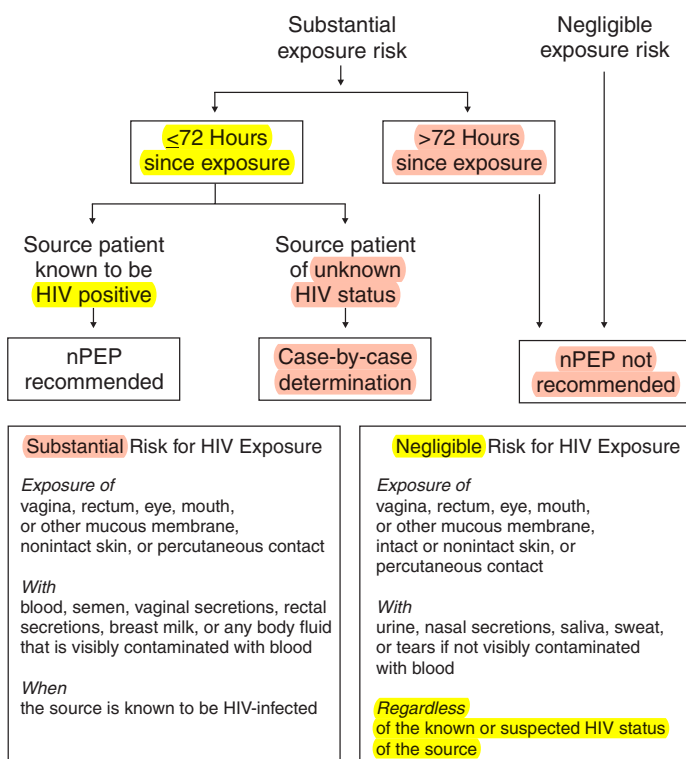 Substantial
exposure risk
Negligible
exposure risk
≤72 Hours
since exposure
>72 Hours
since exposure
Source patient
known to be
HIV positive
Source patient
of unknown
HIV status
nPEP
recommended
Case-by-case
determination
nPEP not
recommended
Substantial Risk for HIV Exposure
Exposure of
vagina, rectum, eye, mouth,
or other mucous membrane,
nonintact skin, or percutaneous contact
With
blood, semen, vaginal secretions, rectal
secretions, breast milk, or any body fluid
that is visibly contaminated with blood
When
the source is known to be HIV-infected
Negligible Risk for HIV Exposure
Exposure of
vagina, rectum, eye, mouth,
or other mucous membrane,
intact or nonintact skin, or
percutaneous contact
With
urine, nasal secretions, saliva, sweat,
or tears if not visibly contaminated
with blood
Regardless
of the known or suspected HIV status
of the source